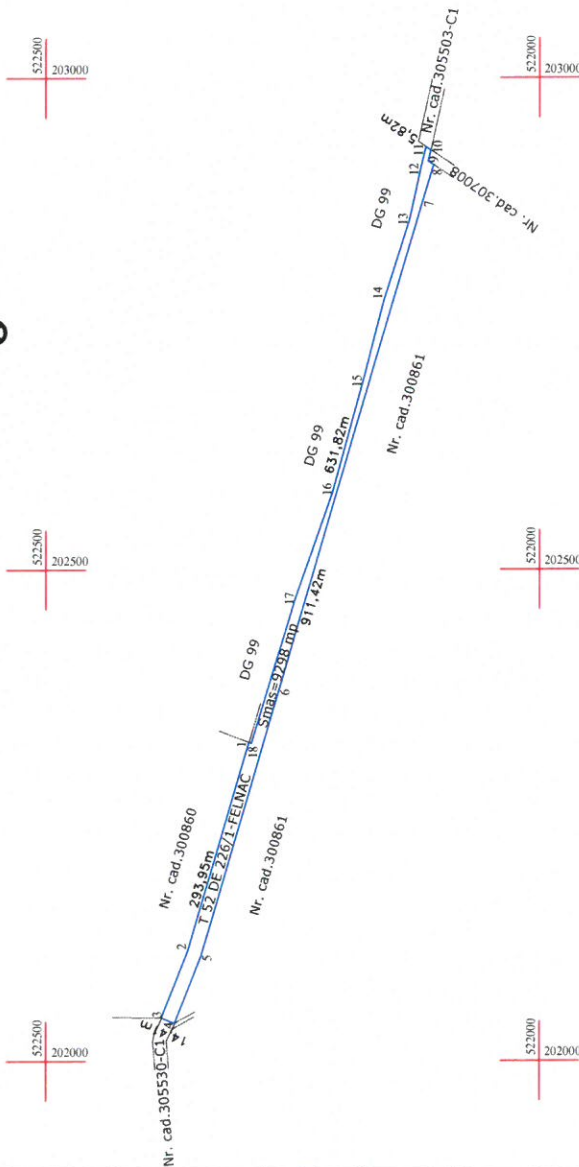 522500
203000
522000
203000
Nr. cad.305503-C1
5,82m
11
10
12
9
8
7
Nr. cad.307008
13
DG 99
14
15
Nr. cad.300861
DG 99
631,82m
16
522500
202500
522000
202500
17
911,42m
DG 99
Smas=9298 mp
6
1
18
Nr. cad.300860
293,95m
T 52 DE 226/1-FELNAC
Nr. cad.300861
2
5
3
Nr. cad.305530-C1
522500
202000
522000
202000